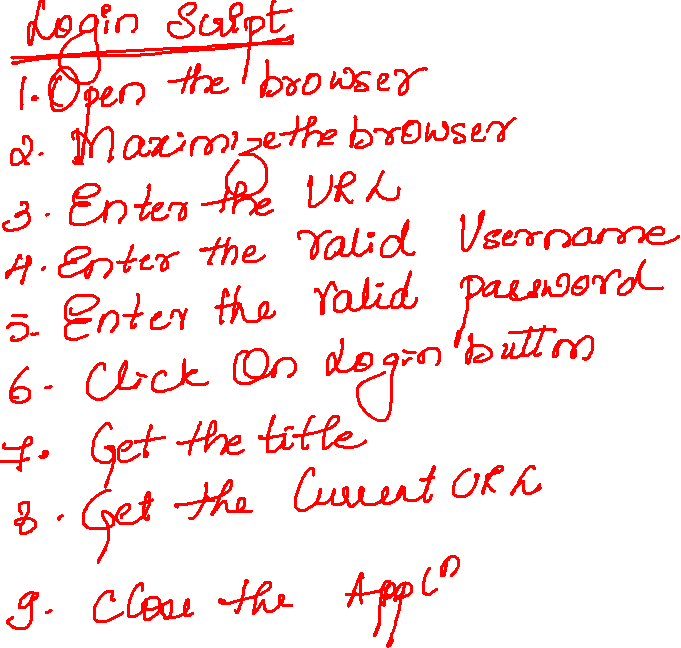 Login Script
1. Open the browser
2. Maximize the browser
3. Enter the URL
4. Enter the valid Username
5. Enter the valid password
6. Click On Login button
7. Get the title
8. Get the Current URL
9. Close the Appln